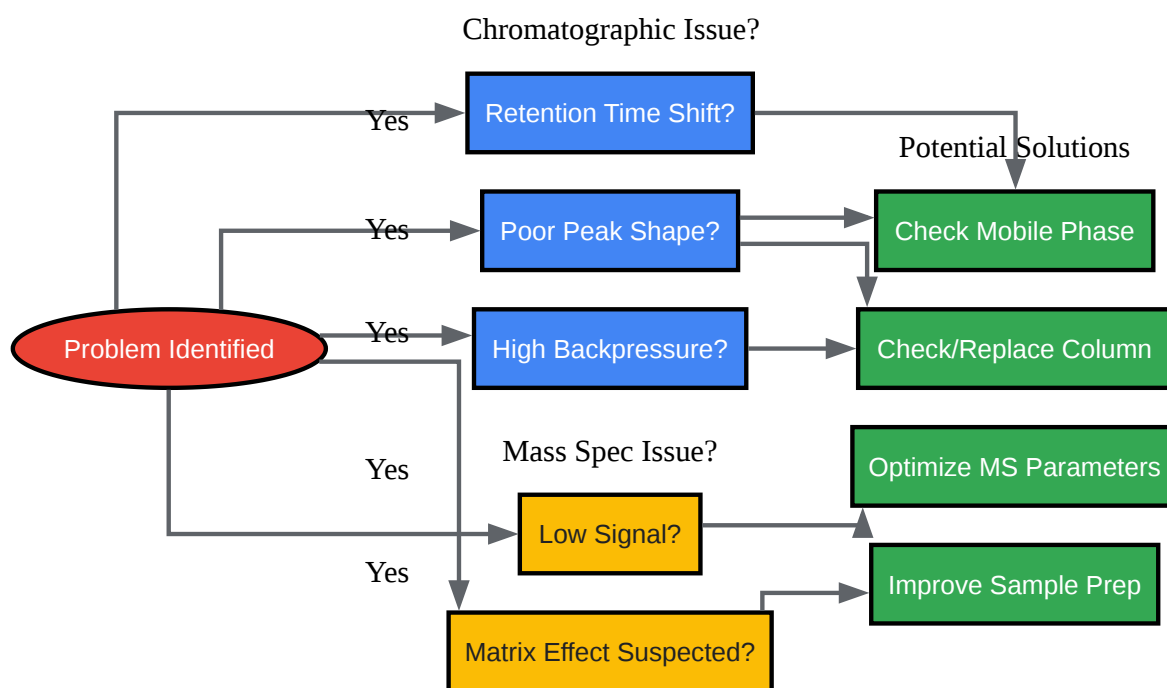 Chromatographic Issue?
Yes
Retention Time Shift?
Potential Solutions
Yes
Poor Peak Shape?
Check Mobile Phase
Problem Identified
Yes
High Backpressure?
Check/Replace Column
Mass Spec Issue?
Yes
Optimize MS Parameters
Low Signal?
Yes
Improve Sample Prep
Matrix Effect Suspected?